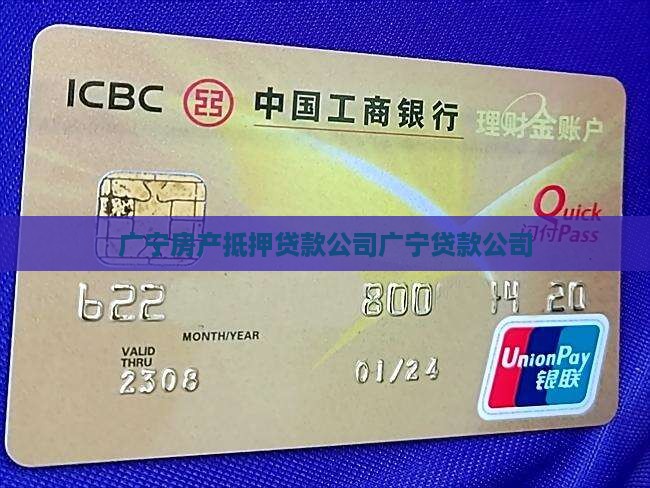 ICBC 中国工商银行
理财金账户
Quick
闪付Pass
广宁房产抵押贷款公司广宁贷款公司
622 800 14 20
MONTH/YEAR
VALID
THRU
2308 01/24
UnionPay
银联